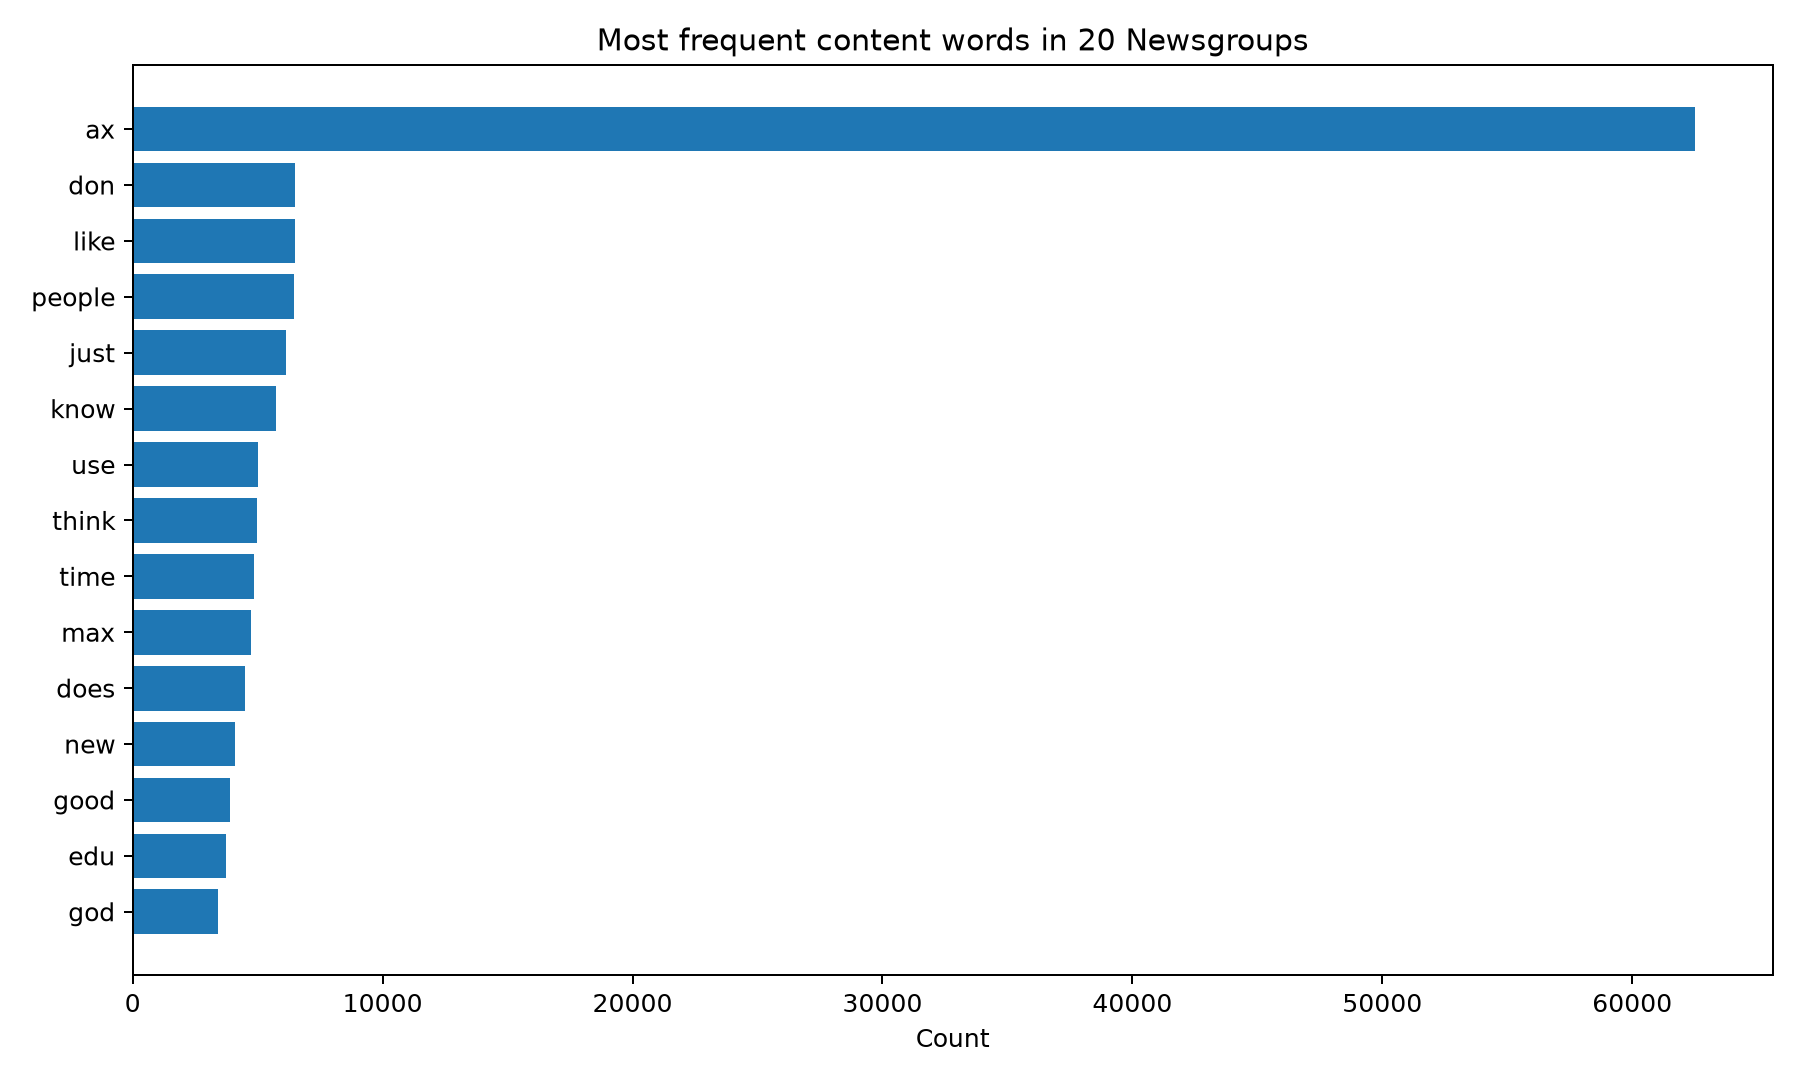 Most frequent content words in 20 Newsgroups
ax
don
like
people
just
know
use
think
time
max
does
new
good
edu
god
0 10000 20000 30000 40000 50000 60000
Count